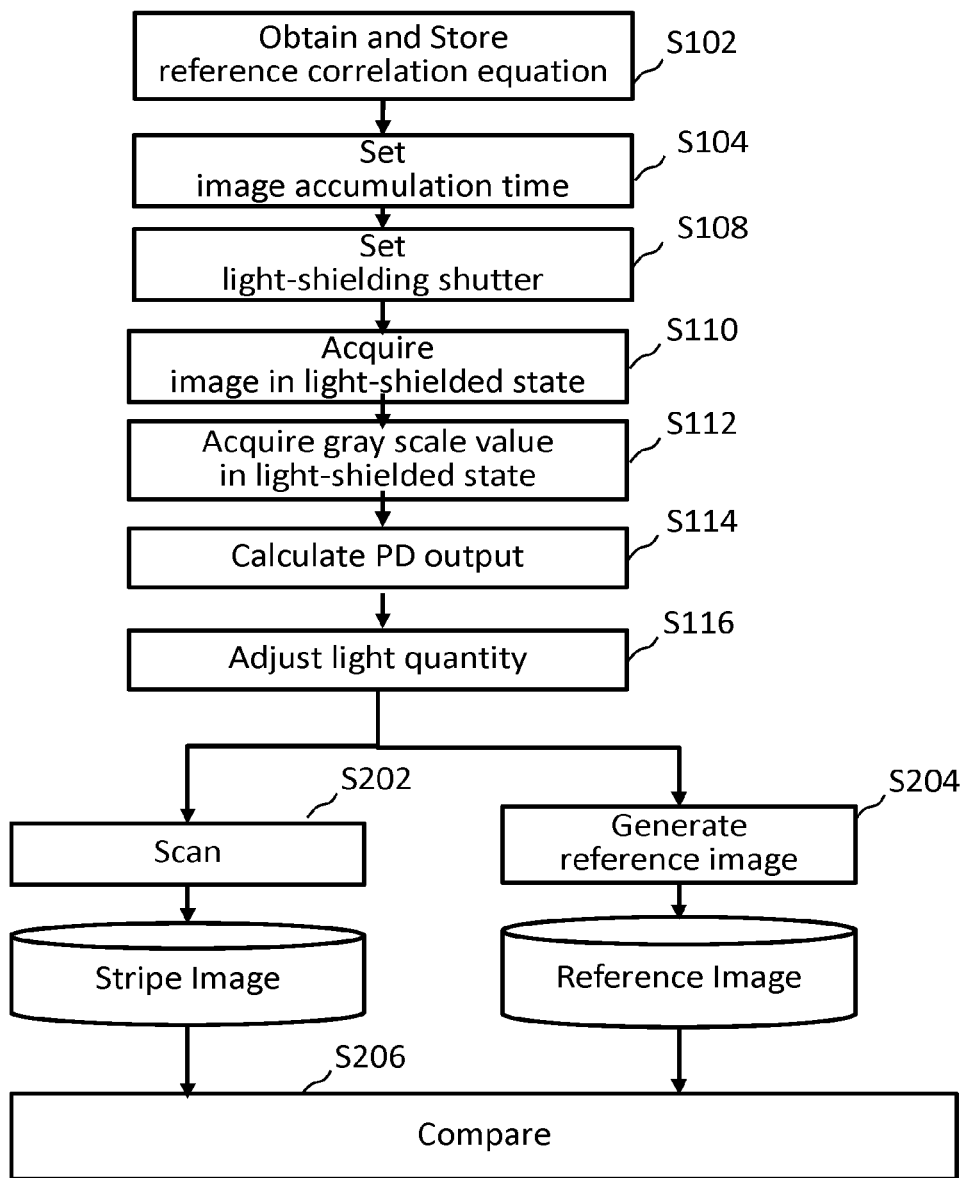 Obtain and Store
reference correlation equation
S102
Set
image accumulation time
S104
Set
light-shielding shutter
S108
Acquire
image in light-shielded state
S110
Acquire gray scale value
in light-shielded state
S112
Calculate PD output
S114
Adjust light quantity
S116
S202
Scan
Stripe Image
S204
Generate
reference image
Reference Image
S206
Compare